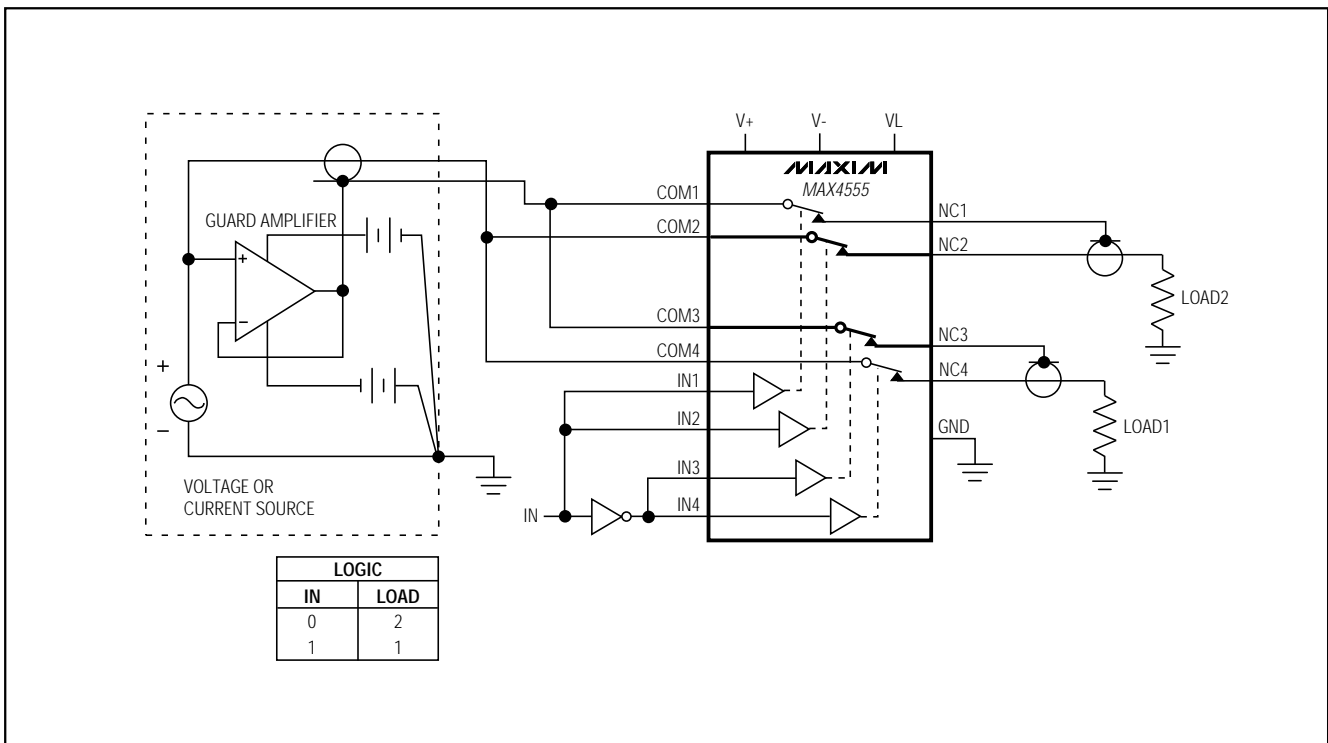 V+ V- VL
MAXIM
MAX4555
COM1
COM2
COM3
COM4
IN1
IN2
IN3
IN4
NC1
NC2
NC3
NC4
GND
LOAD2
LOAD1
GUARD AMPLIFIER
+
−
+
−
VOLTAGE OR
CURRENT SOURCE
IN
LOGIC
IN LOAD
0 2
1 1